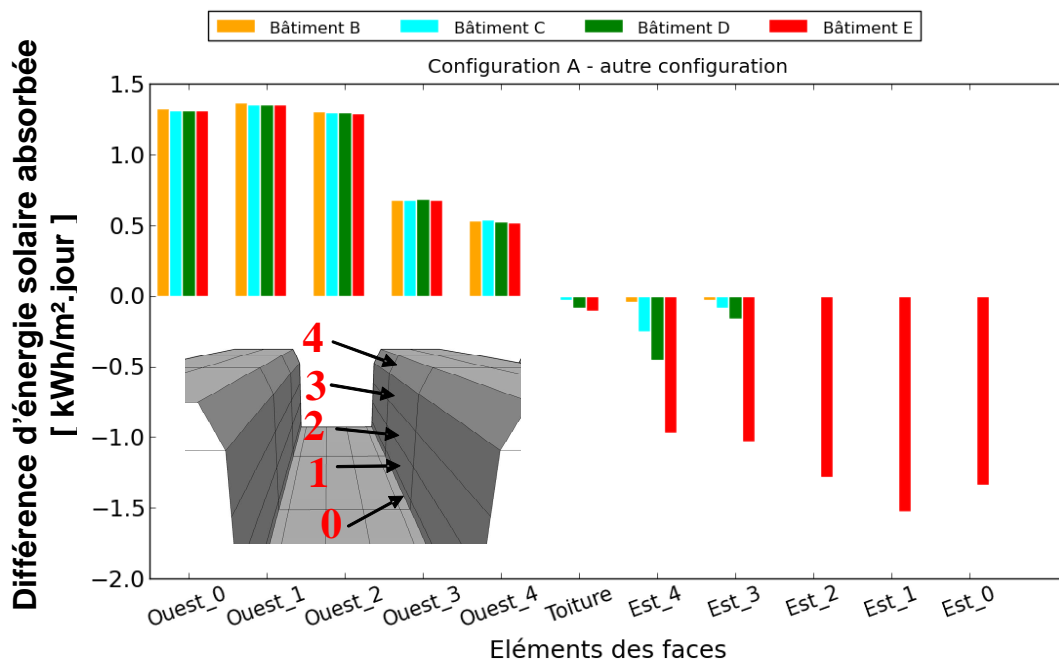 Bâtiment B Bâtiment C Bâtiment D Bâtiment E
Configuration A - autre configuration
Différence d’énergie solaire absorbée
[ kWh/m².jour ]
1.5
1.0
0.5
0.0
−0.5
−1.0
−1.5
−2.0
4
3
2
1
0
Ouest_0 Ouest_1 Ouest_2 Ouest_3 Ouest_4 Toiture Est_4 Est_3 Est_2 Est_1 Est_0
Eléments des faces